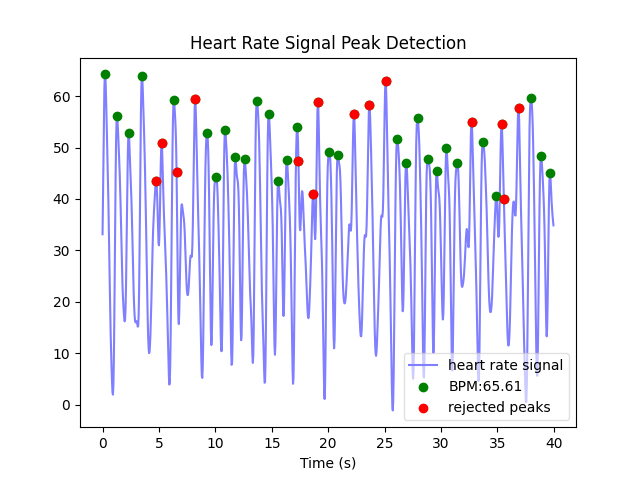 Heart Rate Signal Peak Detection
60
50
40
30
20
10
0
heart rate signal
BPM:65.61
rejected peaks
0 5 10 15 20 25 30 35 40
Time (s)